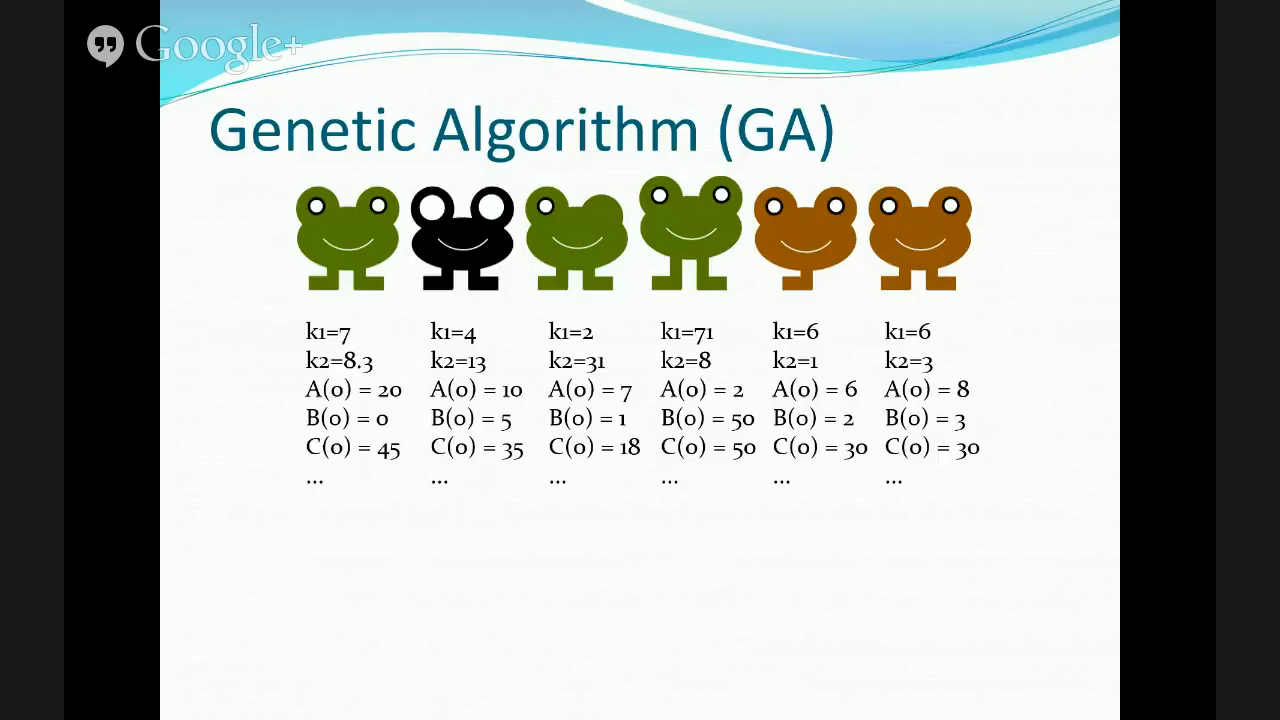 Google+
Genetic Algorithm (GA)
k1=7 k1=4 k1=2 k1=71 k1=6 k1=6
k2=8.3 k2=13 k2=31 k2=8 k2=1 k2=3
A(0) = 20 A(0) = 10 A(0) = 7 A(0) = 2 A(0) = 6 A(0) = 8
B(0) = 0 B(0) = 5 B(0) = 1 B(0) = 50 B(0) = 2 B(0) = 3
C(0) = 45 C(0) = 35 C(0) = 18 C(0) = 50 C(0) = 30 C(0) = 30
... ... ... ... ... ...